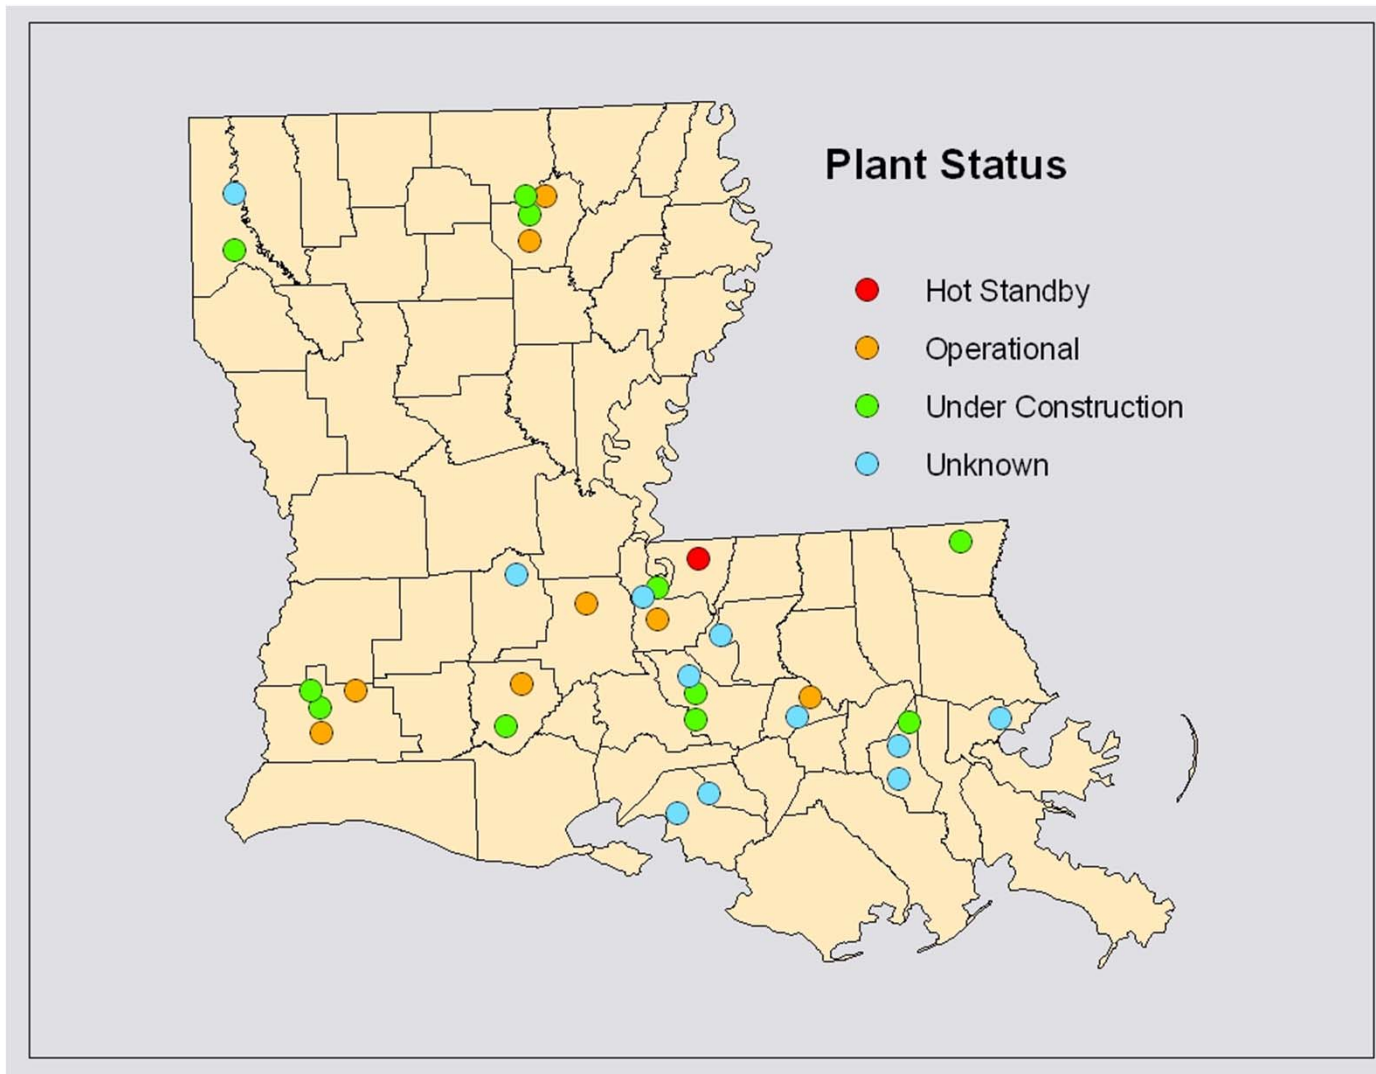 Plant Status
Hot Standby
Operational
Under Construction
Unknown